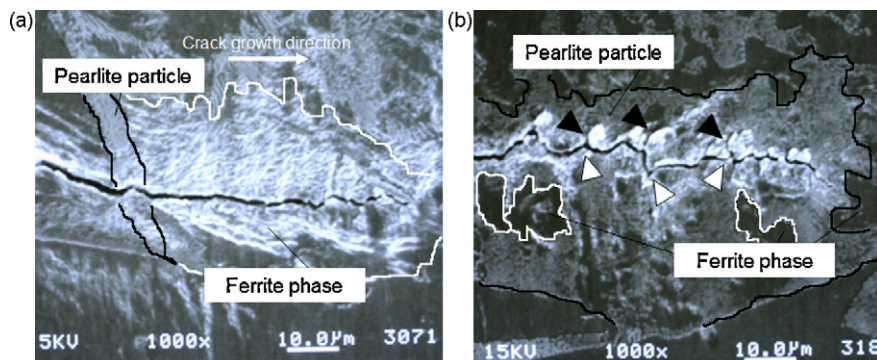 (a)
Crack growth direction
Pearlite particle
Ferrite phase
5KV 1000x 10.0µm 3071
(b)
Pearlite particle
Ferrite phase
15KV 1000x 10.0µm 318